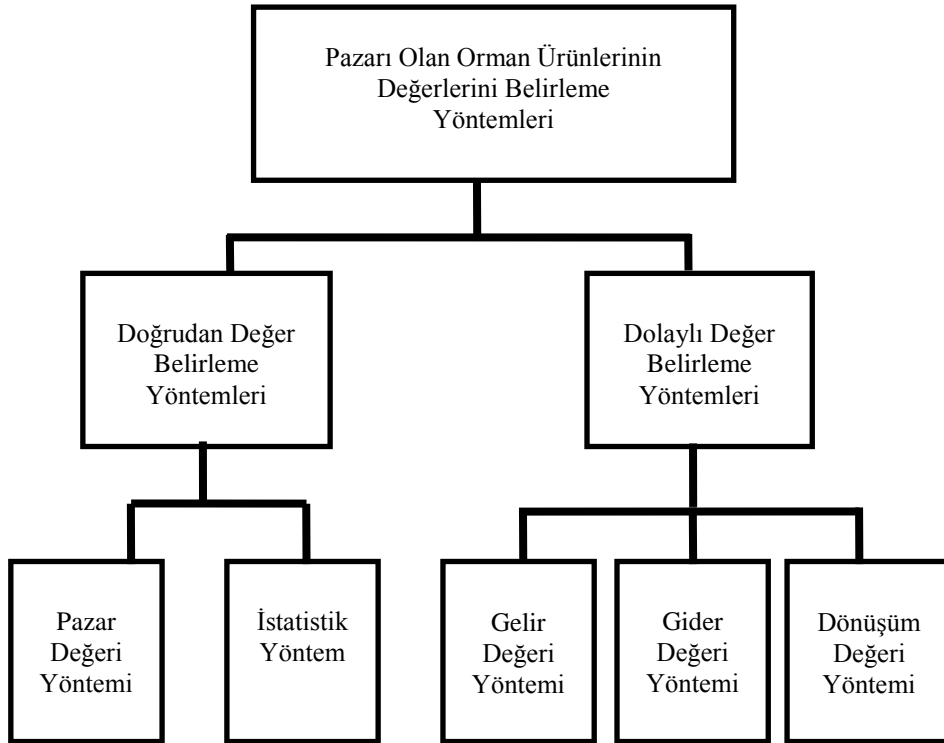 Pazarı Olan Orman Ürünlerinin
Değerlerini Belirleme
Yöntemleri
Doğrudan Değer
Belirleme
Yöntemleri
Dolaylı Değer
Belirleme
Yöntemleri
Pazar
Değeri
Yöntemi
İstatistik
Yöntem
Gelir
Değeri
Yöntemi
Gider
Değeri
Yöntemi
Dönüşüm
Değeri
Yöntemi